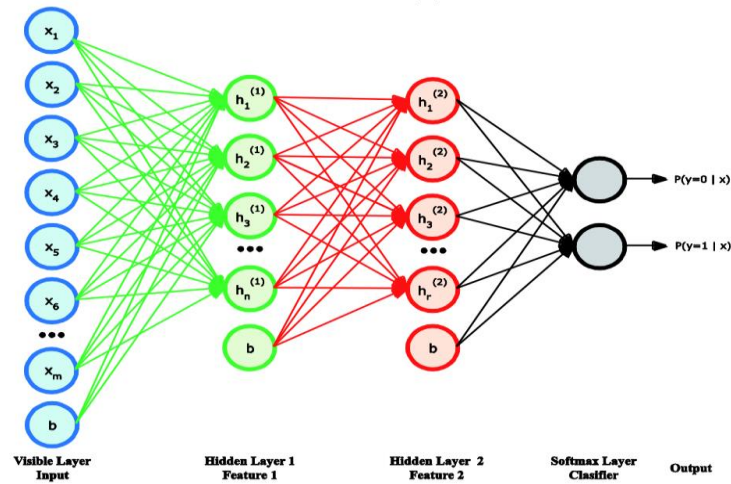 x1
x2
x3
x4
x5
x6
•••
xm
b
h1(1)
h2(1)
h3(1)
•••
hn(1)
b
h1(2)
h2(2)
h3(2)
•••
hr(2)
b
P(y=0 | x)
P(y=1 | x)
Visible Layer
Input
Hidden Layer 1
Feature 1
Hidden Layer 2
Feature 2
Softmax Layer
Clasifier
Output